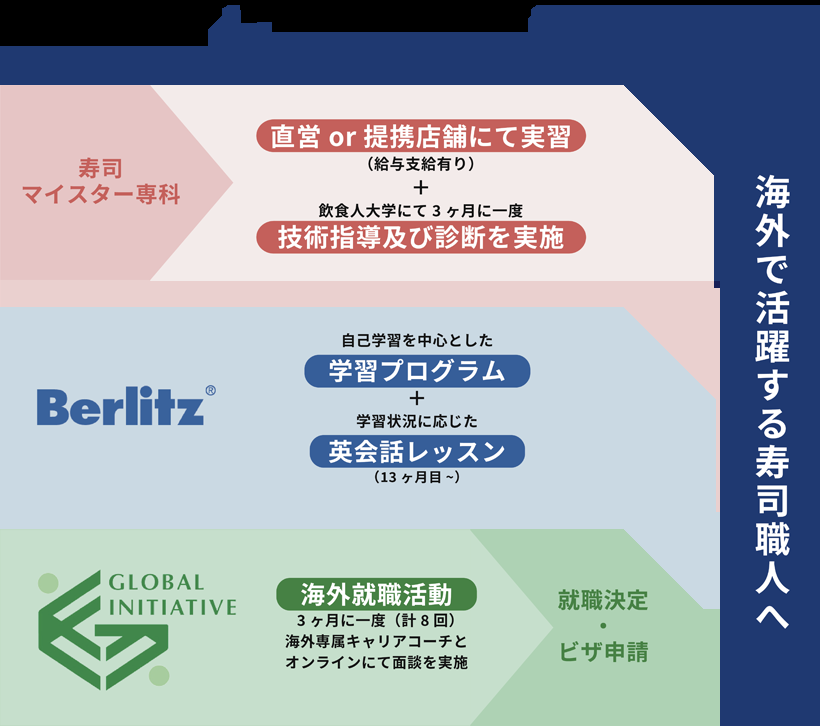 寿司
マイスター専科
直営 or 提携店舗にて実習
（給与支給有り）
＋
飲食人大学にて 3 ヶ月に一度
技術指導及び診断を実施
Berlitz®
自己学習を中心とした
学習プログラム
＋
学習状況に応じた
英会話レッスン
（13 ヶ月目 ~）
GLOBAL
INITIATIVE
海外就職活動
3 ヶ月に一度（計 8 回）
海外専属キャリアコーチと
オンラインにて面談を実施
就職決定
・
ビザ申請
海外で活躍する寿司職人へ